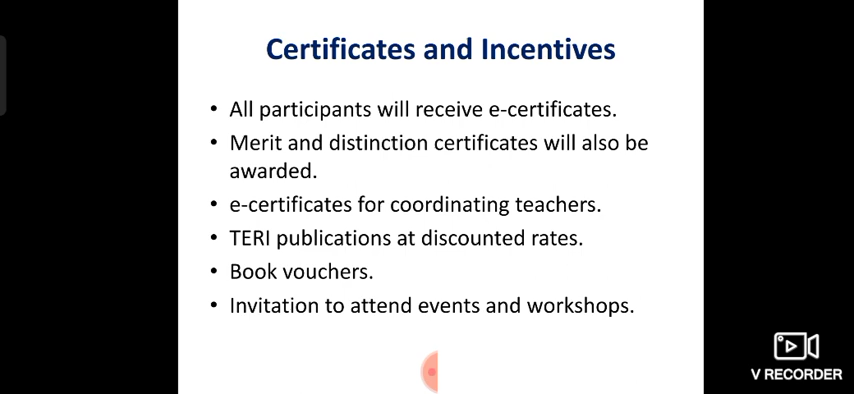 Certificates and Incentives
• All participants will receive e-certificates.
• Merit and distinction certificates will also be
awarded.
• e-certificates for coordinating teachers.
• TERI publications at discounted rates.
• Book vouchers.
• Invitation to attend events and workshops.
V RECORDER